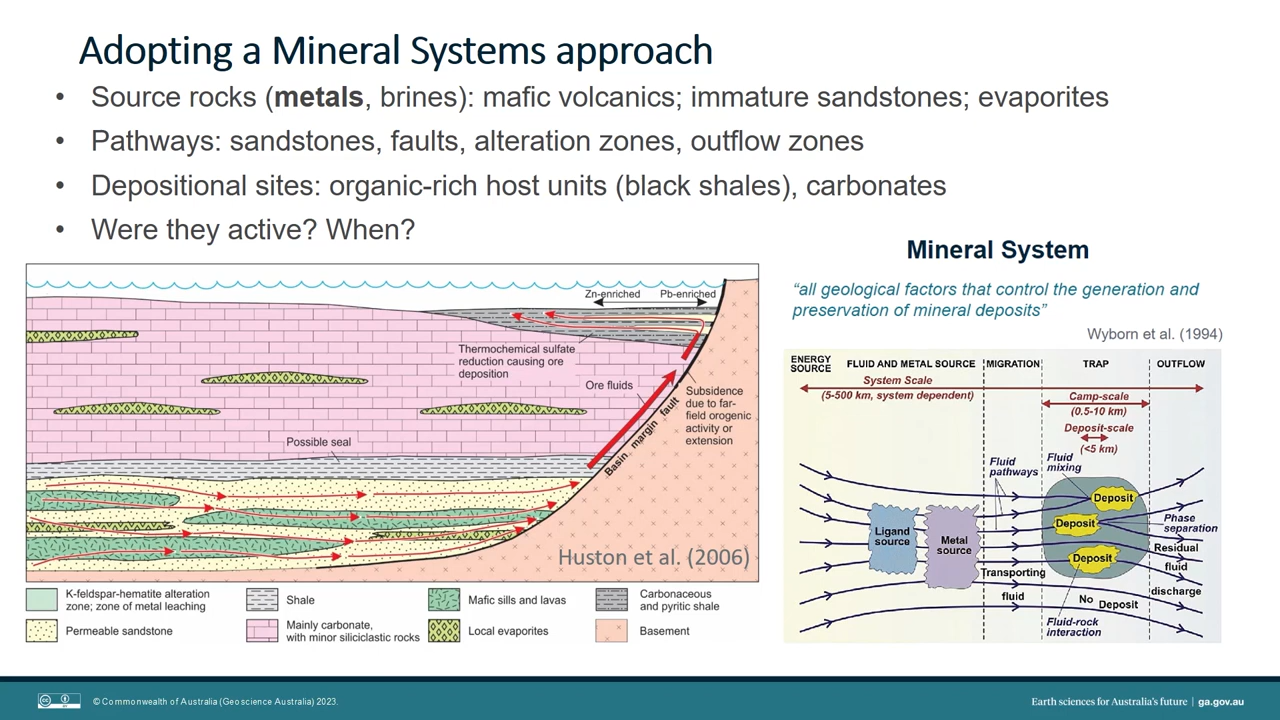 Adopting a Mineral Systems approach
• Source rocks (metals, brines): mafic volcanics; immature sandstones; evaporites
• Pathways: sandstones, faults, alteration zones, outflow zones
• Depositional sites: organic-rich host units (black shales), carbonates
• Were they active? When?
Zn-enriched Pb-enriched
Thermochemical sulfate
reduction causing ore
deposition
Ore fluids
Subsidence
due to far-
field orogenic
activity or
extension
Basin margin fault
Possible seal
Huston et al. (2006)
K-feldspar-hematite alteration
zone; zone of metal leaching
Shale
Mafic sills and lavas
Carbonaceous
and pyritic shale
Permeable sandstone
Mainly carbonate,
with minor siliciclastic rocks
Local evaporites
Basement
Mineral System
“all geological factors that control the generation and
preservation of mineral deposits”
Wyborn et al. (1994)
ENERGY
SOURCE
FLUID AND METAL SOURCE
MIGRATION
TRAP
OUTFLOW
System Scale
(5-500 km, system dependent)
Camp-scale
(0.5-10 km)
Deposit-scale
(<5 km)
Fluid
pathways
Fluid
mixing
Deposit
Deposit
Deposit
Ligand
source
Metal
source
Phase
separation
Residual
fluid
discharge
Transporting
fluid
No Deposit
Fluid-rock
interaction
cc BY
© Commonwealth of Australia (Geoscience Australia) 2023.
Earth sciences for Australia’s future | ga.gov.au